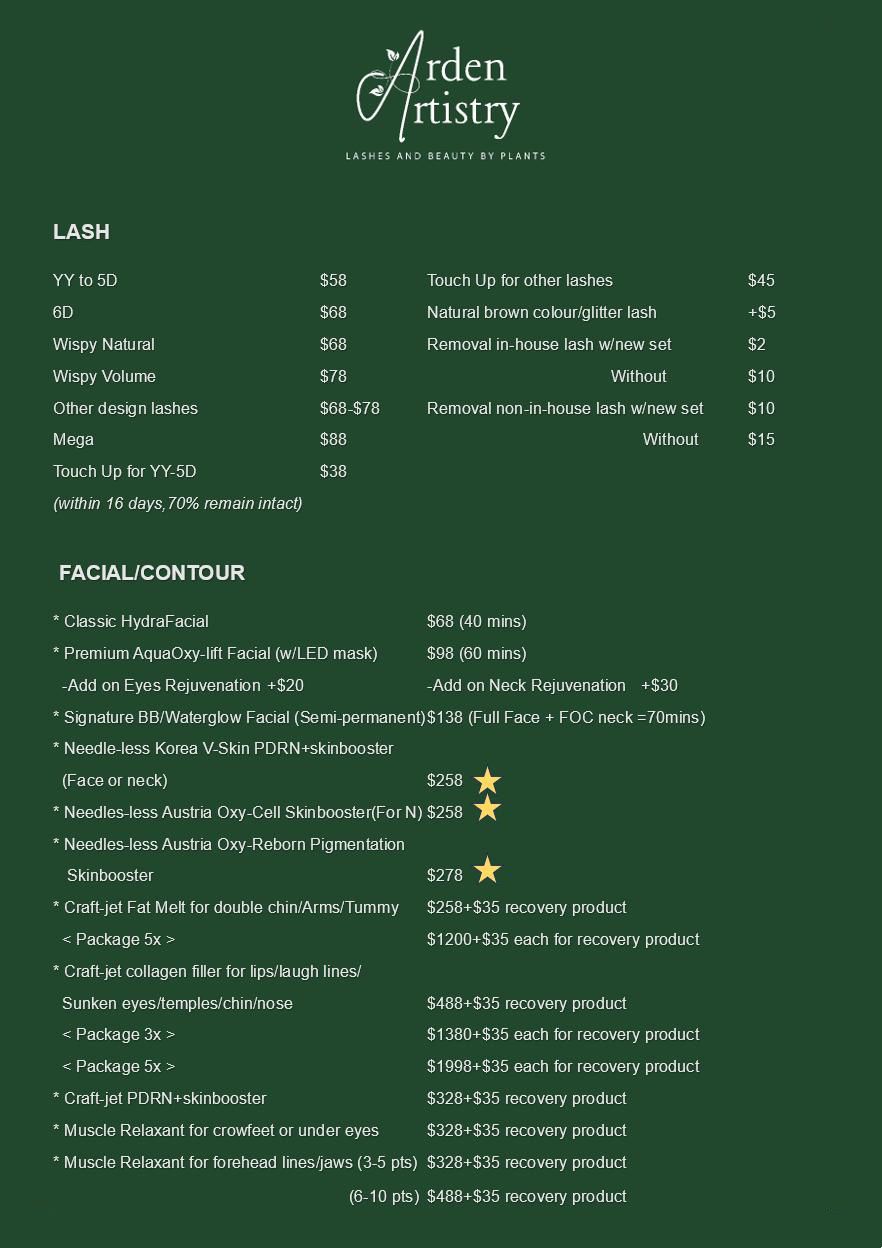 Arden
Artistry
LASHES AND BEAUTY BY PLANTS
LASH
YY to 5D $58 Touch Up for other lashes $45
6D $68 Natural brown colour/glitter lash +$5
Wispy Natural $68 Removal in-house lash w/new set $2
Wispy Volume $78 Without $10
Other design lashes $68-$78 Removal non-in-house lash w/new set $10
Mega $88 Without $15
Touch Up for YY-5D $38
(within 16 days,70% remain intact)
FACIAL/CONTOUR
* Classic HydraFacial $68 (40 mins)
* Premium AquaOxy-lift Facial (w/LED mask) $98 (60 mins)
-Add on Eyes Rejuvenation +$20 -Add on Neck Rejuvenation +$30
* Signature BB/Waterglow Facial (Semi-permanent)$138 (Full Face + FOC neck =70mins)
* Needle-less Korea V-Skin PDRN+skinbooster
(Face or neck) $258
* Needles-less Austria Oxy-Cell Skinbooster(For N) $258
* Needles-less Austria Oxy-Reborn Pigmentation
Skinbooster $278
* Craft-jet Fat Melt for double chin/Arms/Tummy $258+$35 recovery product
< Package 5x > $1200+$35 each for recovery product
* Craft-jet collagen filler for lips/laugh lines/
Sunken eyes/temples/chin/nose $488+$35 recovery product
< Package 3x > $1380+$35 each for recovery product
< Package 5x > $1998+$35 each for recovery product
* Craft-jet PDRN+skinbooster $328+$35 recovery product
* Muscle Relaxant for crowfeet or under eyes $328+$35 recovery product
* Muscle Relaxant for forehead lines/jaws (3-5 pts) $328+$35 recovery product
(6-10 pts) $488+$35 recovery product